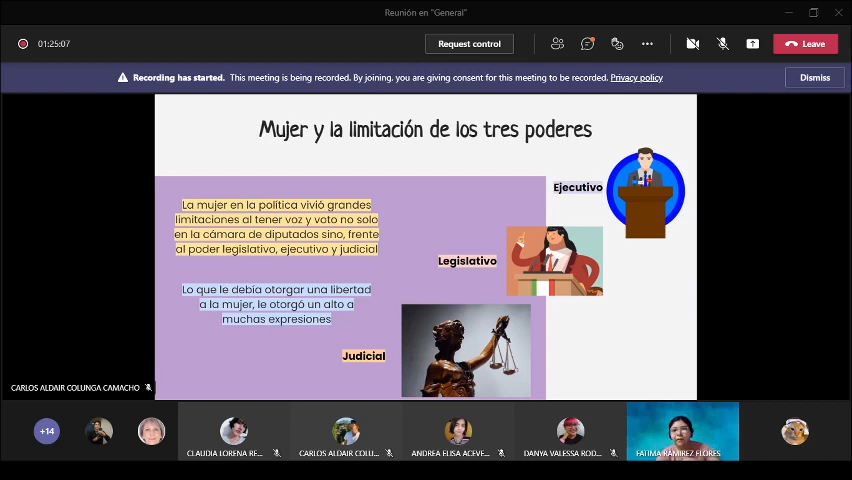 Reunión en "General"
01:25:07
Request control
Leave
Recording has started. This meeting is being recorded. By joining, you are giving consent for this meeting to be recorded. Privacy policy
Dismiss
Mujer y la limitación de los tres poderes
Ejecutivo
La mujer en la política vivió grandes
limitaciones al tener voz y voto no solo
en la cámara de diputados sino, frente
al poder legislativo, ejecutivo y judicial
Legislativo
Lo que le debía otorgar una libertad
a la mujer, le otorgó un alto a
muchas expresiones
Judicial
CARLOS ALDAIR COLUNGA CAMACHO
+14
CLAUDIA LORENA RE...
CARLOS ALDAIR COLU...
ANDREA ELISA ACEVE...
DANYA VALESSA ROD...
FATIMA RAMIREZ FLORES